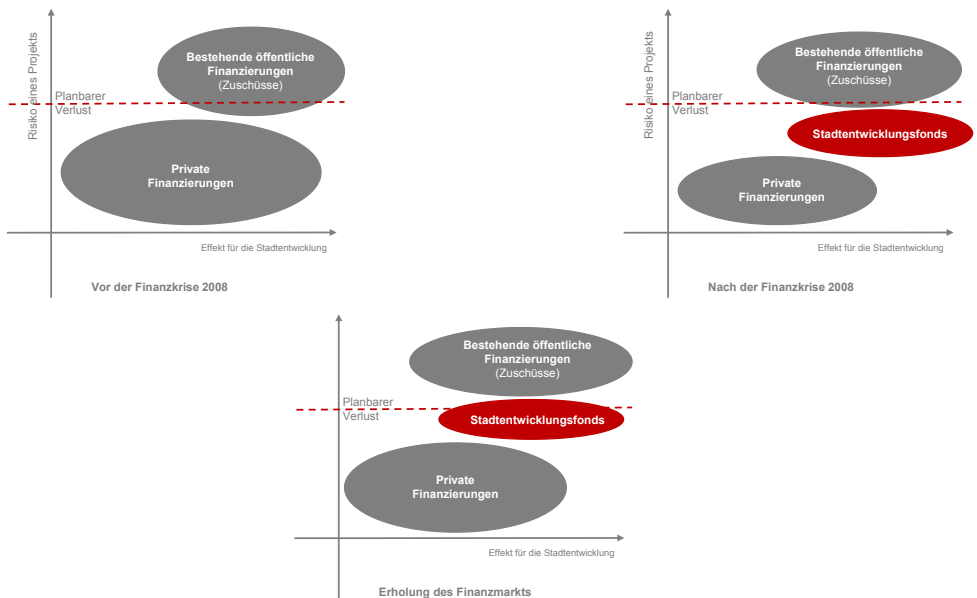 Risiko eines Projekts
Bestehende öffentliche
Finanzierungen
(Zuschüsse)
Planbarer
Verlust
Private
Finanzierungen
Effekt für die Stadtentwicklung
Vor der Finanzkrise 2008
Risiko eines Projekts
Bestehende öffentliche
Finanzierungen
(Zuschüsse)
Planbarer
Verlust
Stadtentwicklungsfonds
Private
Finanzierungen
Effekt für die Stadtentwicklung
Nach der Finanzkrise 2008
Bestehende öffentliche
Finanzierungen
(Zuschüsse)
Planbarer
Verlust
Stadtentwicklungsfonds
Private
Finanzierungen
Effekt für die Stadtentwicklung
Erholung des Finanzmarkts